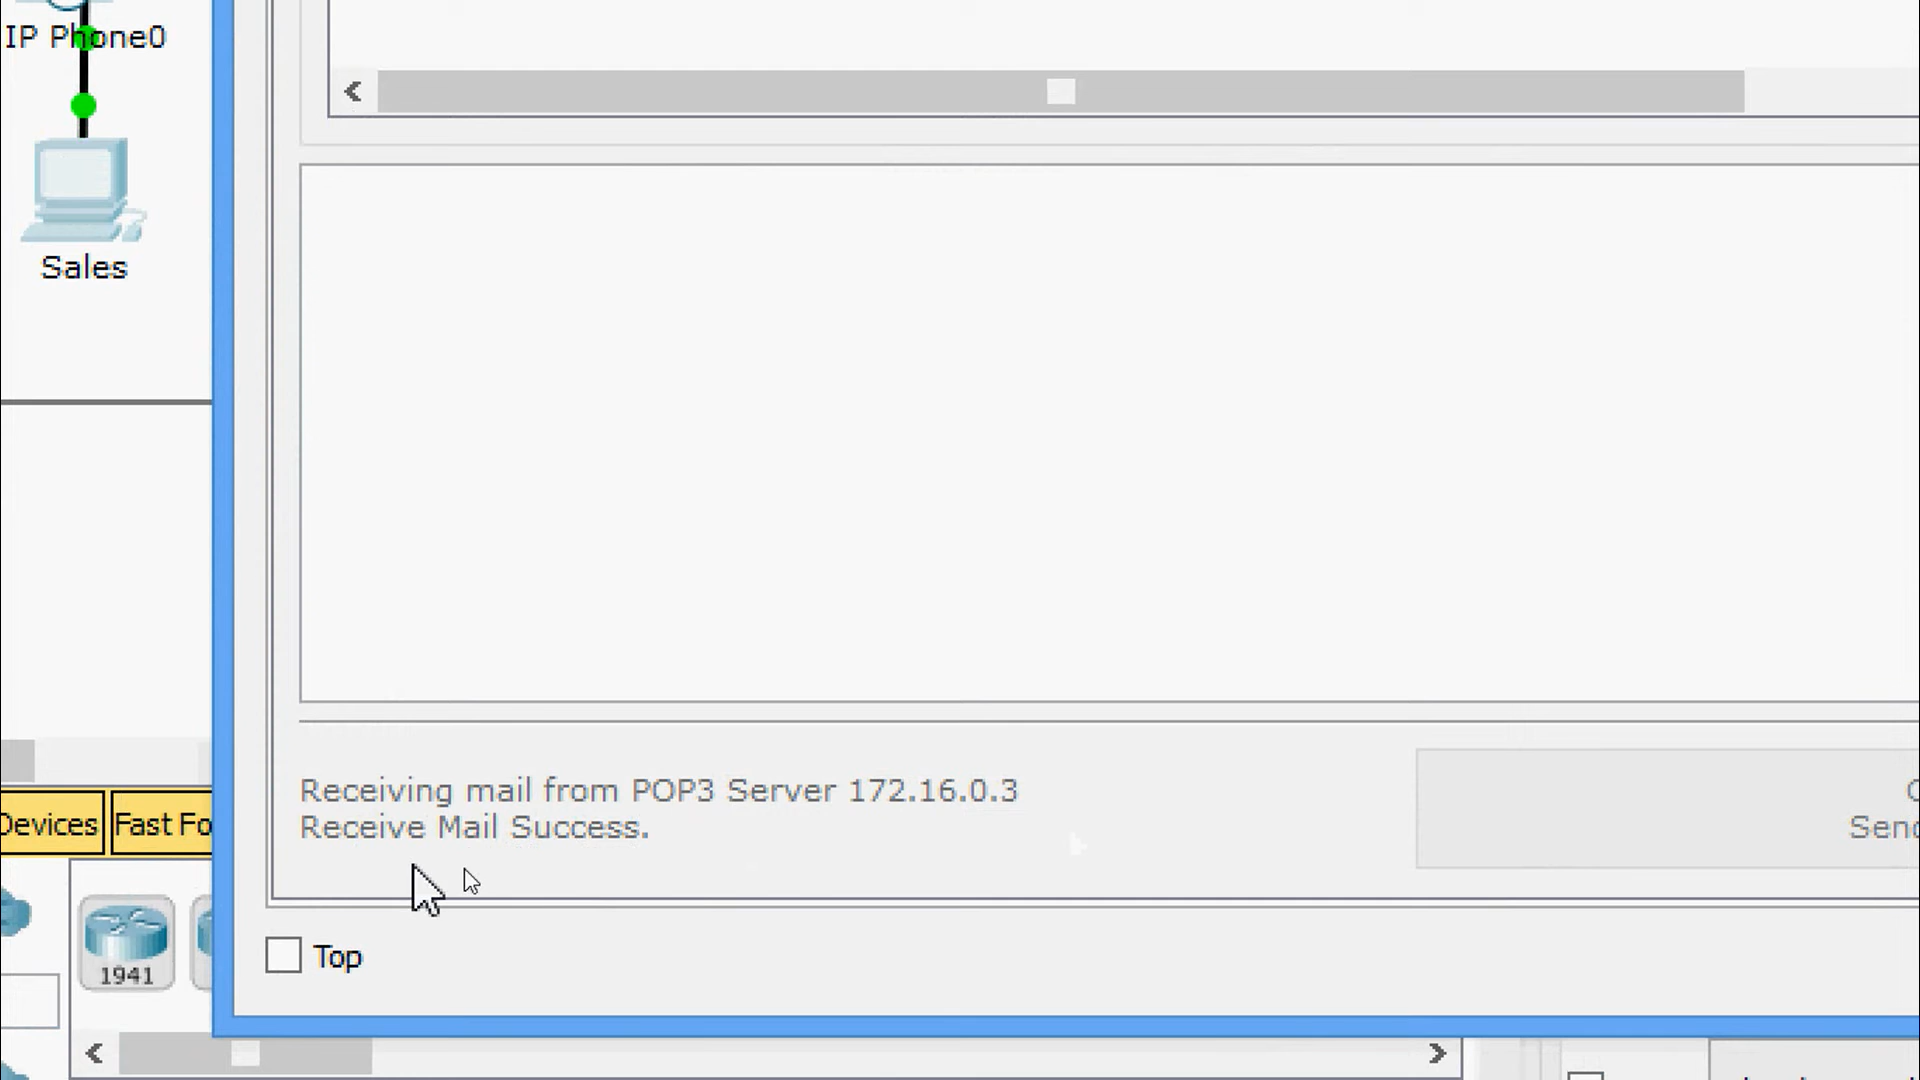 IP Phone0
Sales
Receiving mail from POP3 Server 172.16.0.3
Receive Mail Success.
Send
Devices
Fast Fo
1941
Top